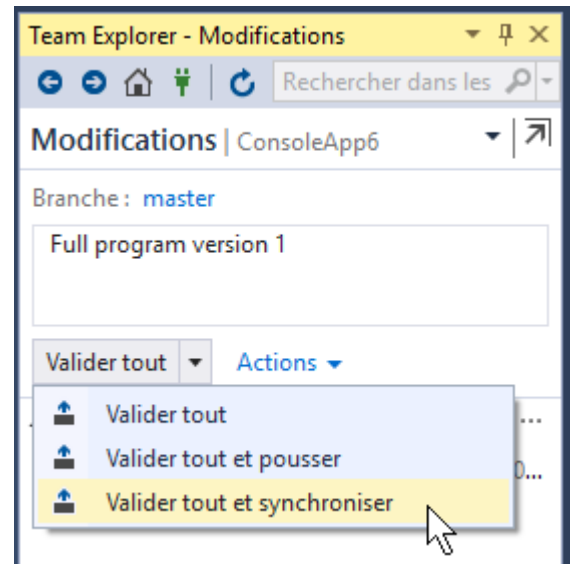 Team Explorer - Modifications
Rechercher dans les
Modifications | ConsoleApp6
Branche : master
Full program version 1
Valider tout Actions
Valider tout
...
Valider tout et pousser
0...
Valider tout et synchroniser